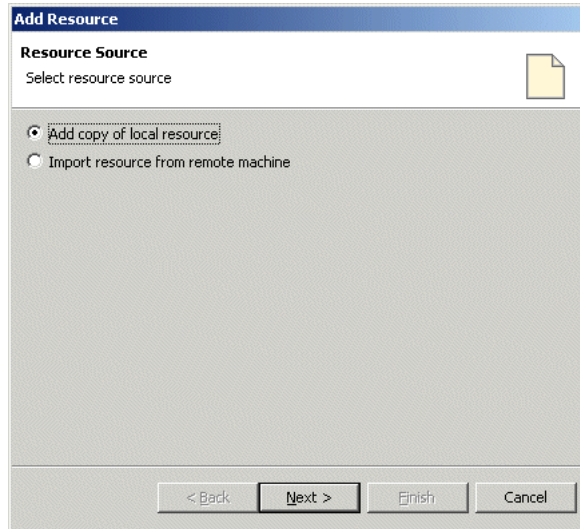 Add Resource
Resource Source
Select resource source
Add copy of local resource
Import resource from remote machine
< Back Next > Finish Cancel